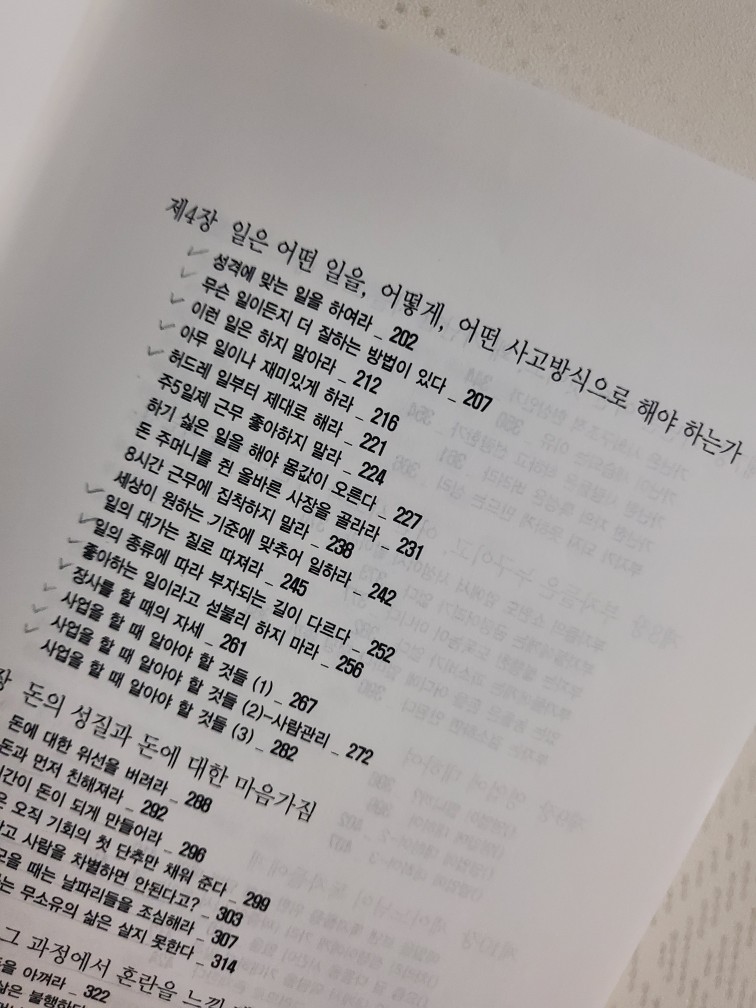 제4장 일은 어떤 일을, 어떻게, 어떤 사고방식으로 해야 하는가
성격에 맞는 일을 하여라 _ 202
무슨 일이든지 더 잘하는 방법이 있다 _ 207
이런 일은 하지 말아라 _ 212
아무 일이나 재미있게 하라 _ 216
허드레 일부터 제대로 해라 _ 221
주5일제 근무 좋아하지 말라 _ 224
하기 싫은 일을 해야 몸값이 오른다 _ 227
돈 주머니를 쥔 올바른 사장을 골라라 _ 231
8시간 근무에 집착하지 말라 _ 238
세상이 원하는 기준에 맞추어 일하라 _ 242
일의 대가는 질로 따져라 _ 245
일의 종류에 따라 부자되는 길이 다르다 _ 252
좋아하는 일이라고 섣불리 하지 마라 _ 256
장사를 할 때의 자세 _ 261
사업을 할 때 알아야 할 것들 (1) _ 267
사업을 할 때 알아야 할 것들 (2)-사람관리 _ 272
사업을 할 때 알아야 할 것들 (3) _ 282
장 돈의 성질과 돈에 대한 마음가짐
돈에 대한 위선을 버려라 _ 288
돈과 먼저 친해져라 _ 292
돈이 되게 만들어라 _ 296
오직 기회의 첫 단추만 채워 준다 _ 299
사람을 차별하면 안된다고? _ 303
모을 때는 날파리들을 조심해라 _ 307
무소유의 삶은 살지 못한다 _ 314
그 과정에서 혼란을 느낄
아껴라 _ 322
삶은